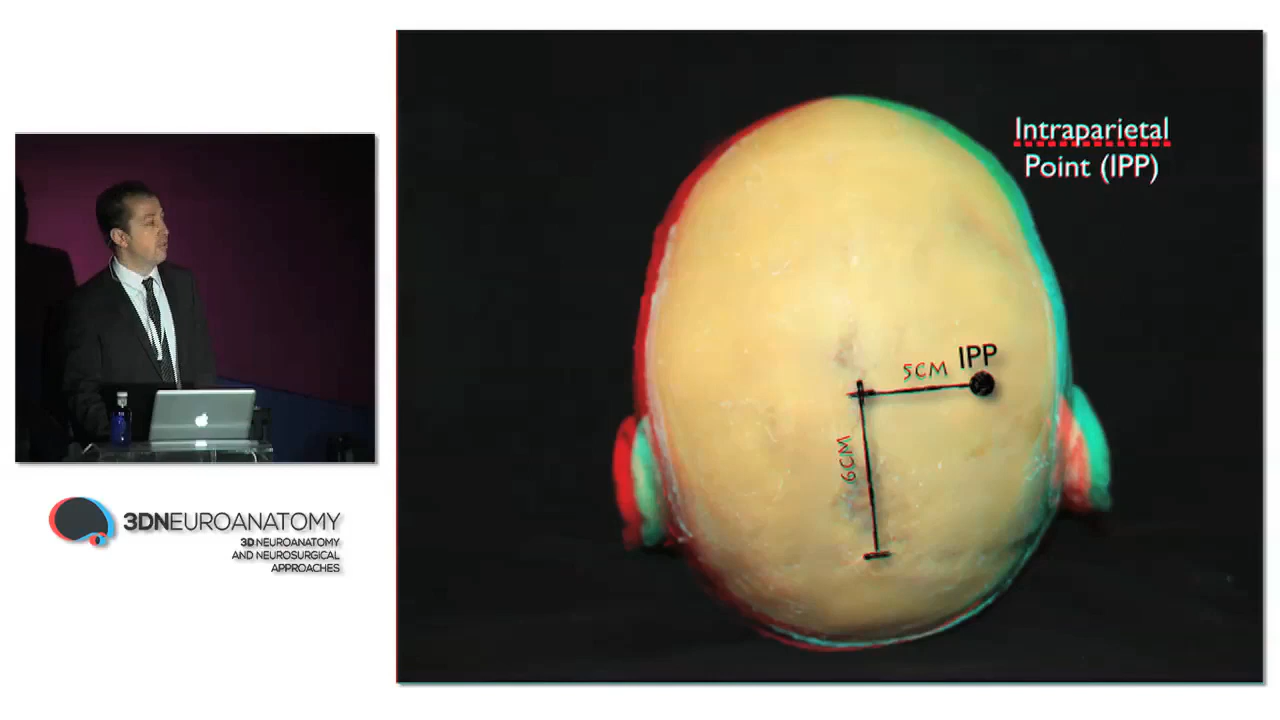 Intraparietal
Point (IPP)
IPP
5CM
6CM
3DNEUROANATOMY
3D NEUROANATOMY
AND NEUROSURGICAL
APPROACHES